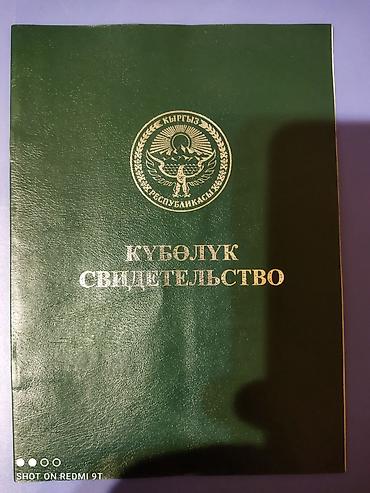 КЫРГЫЗ
РЕСПУБЛИКАСЫ
КҮБӨЛҮК
СВИДЕТЕЛЬСТВО
SHOT ON REDMI 9T